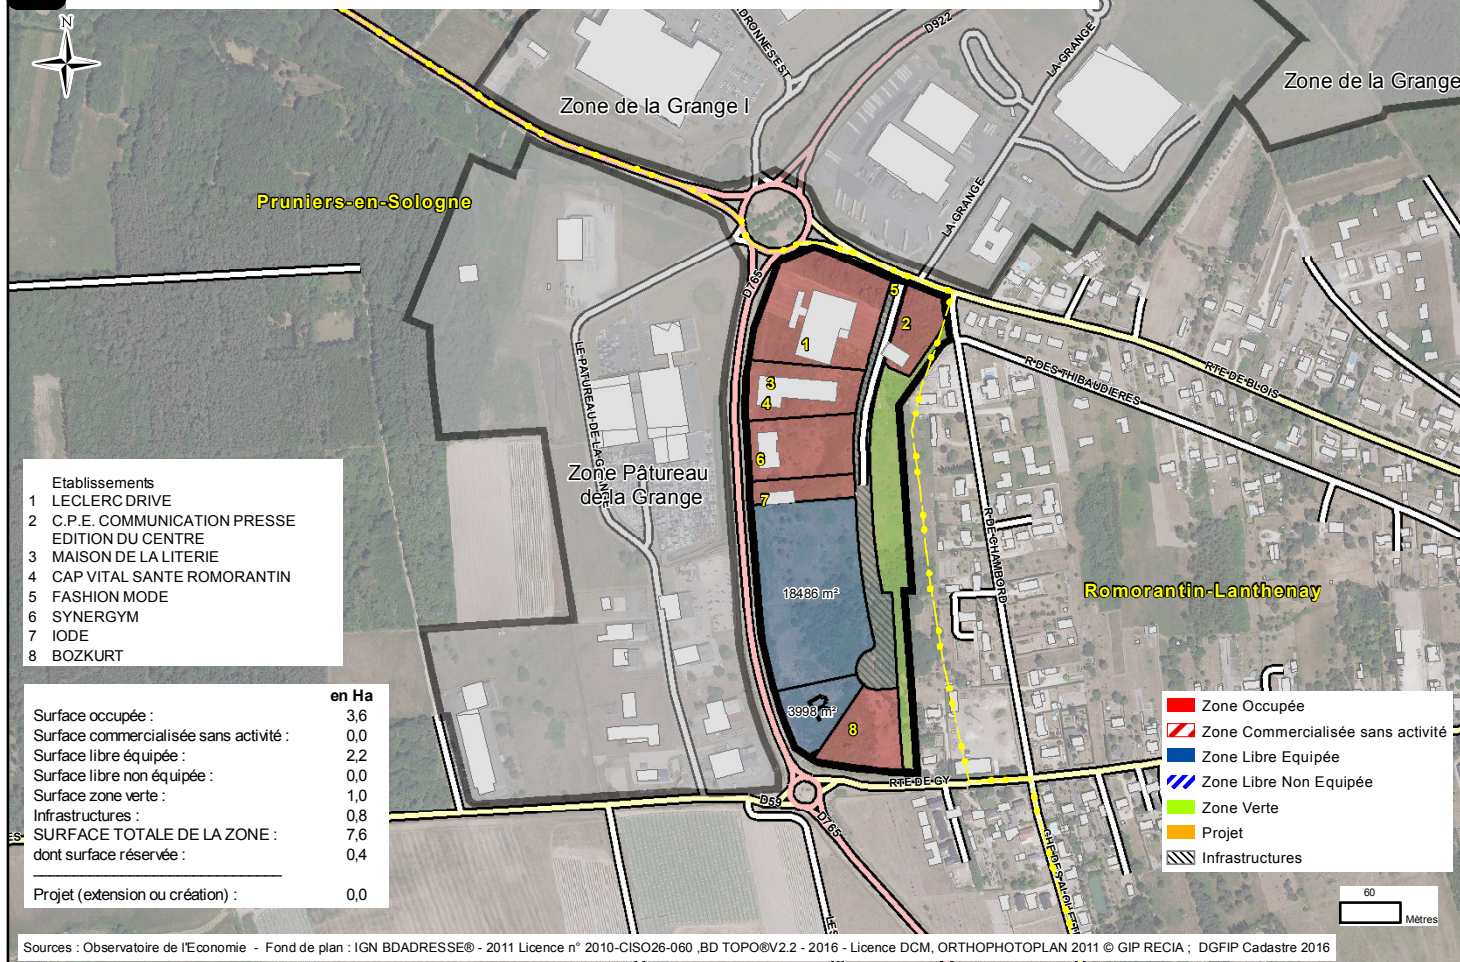 N
DRONNES EST
D922
LA GRANGE
Zone de la Grange I
Zone de la Grange
Pruniers-en-Sologne
LA GRANGE
D765
5
2
1
3
4
6
7
R DES THIBAUDIERES
RTE DE BLOIS
LE PATUREAU DE LA GRANGE
Zone Pâtureau
de la Grange
R DE CHAMBORD
18486 m²
Romorantin-Lanthenay
3998 m²
8
RTE DE GY
D59
D765
ES
LES
Etablissements
1 LECLERC DRIVE
2 C.P.E. COMMUNICATION PRESSE
EDITION DU CENTRE
3 MAISON DE LA LITERIE
4 CAP VITAL SANTE ROMORANTIN
5 FASHION MODE
6 SYNERGYM
7 IODE
8 BOZKURT
en Ha
Surface occupée : 3,6
Surface commercialisée sans activité : 0,0
Surface libre équipée : 2,2
Surface libre non équipée : 0,0
Surface zone verte : 1,0
Infrastructures : 0,8
SURFACE TOTALE DE LA ZONE : 7,6
dont surface réservée : 0,4
Projet (extension ou création) : 0,0
Zone Occupée
Zone Commercialisée sans activité
Zone Libre Equipée
Zone Libre Non Equipée
Zone Verte
Projet
Infrastructures
60
Mètres
Sources : Observatoire de l'Economie - Fond de plan : IGN BDADRESSE® - 2011 Licence n° 2010-CISO26-060 ,BD TOPO®V2.2 - 2016 - Licence DCM, ORTHOPHOTOPLAN 2011 © GIP RECIA ; DGFIP Cadastre 2016